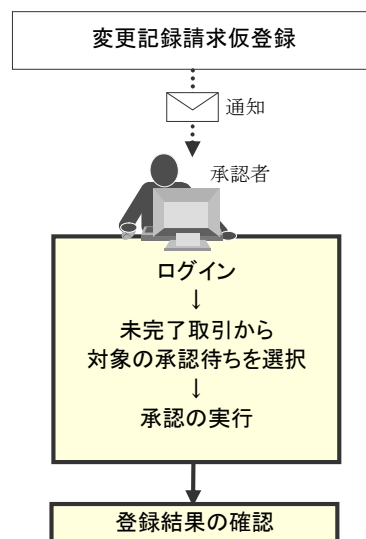 変更記録請求仮登録
通知
承認者
ログイン
↓
未完了取引から
対象の承認待ちを選択
↓
承認の実行
登録結果の確認